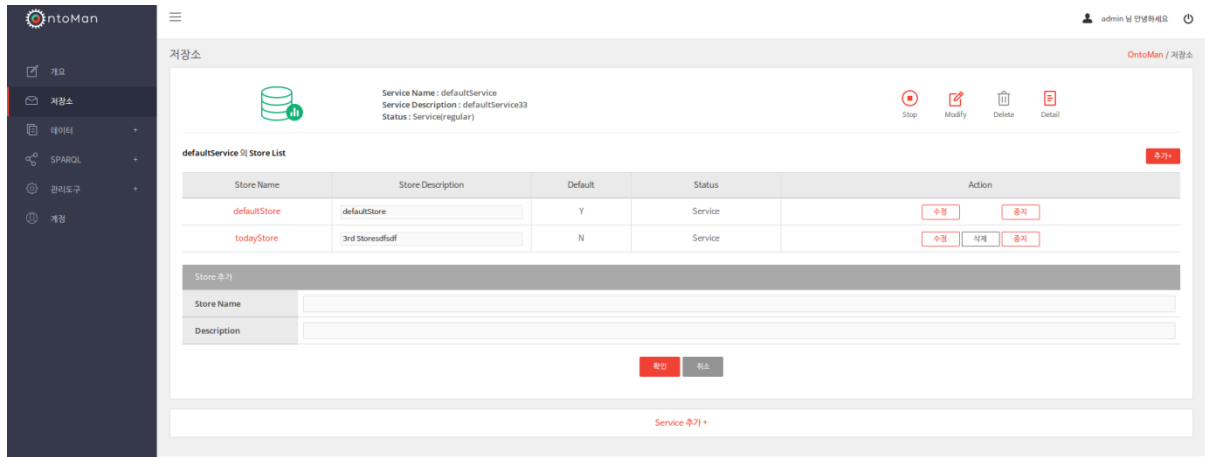 OntoMan
admin 님 안녕하세요
저장소
OntoMan / 저장소
개요
저장소
데이터 +
SPARQL +
관리도구 +
계정
Service Name : defaultService
Service Description : defaultService33
Status : Service(regular)
Stop Modify Delete Detail
defaultService 의 Store List
추가+
Store Name Store Description Default Status Action
defaultStore defaultStore Y Service 수정 중지
todayStore 3rd Storesdfsdf N Service 수정 삭제 중지
Store 추가
Store Name
Description
확인 취소
Service 추가 +